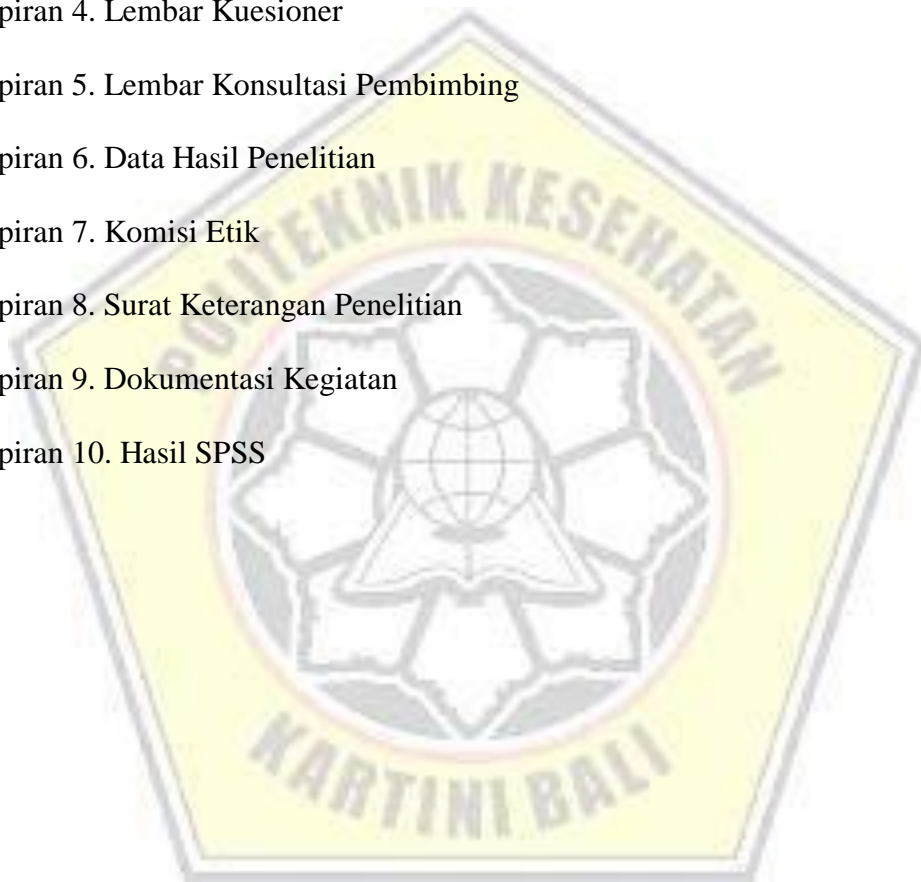 piran 4. Lembar Kuesioner
piran 5. Lembar Konsultasi Pembimbing
piran 6. Data Hasil Penelitian
piran 7. Komisi Etik
piran 8. Surat Keterangan Penelitian
piran 9. Dokumentasi Kegiatan
piran 10. Hasil SPSS
POLITEKNIK KESEHATAN
KARTINI BALI